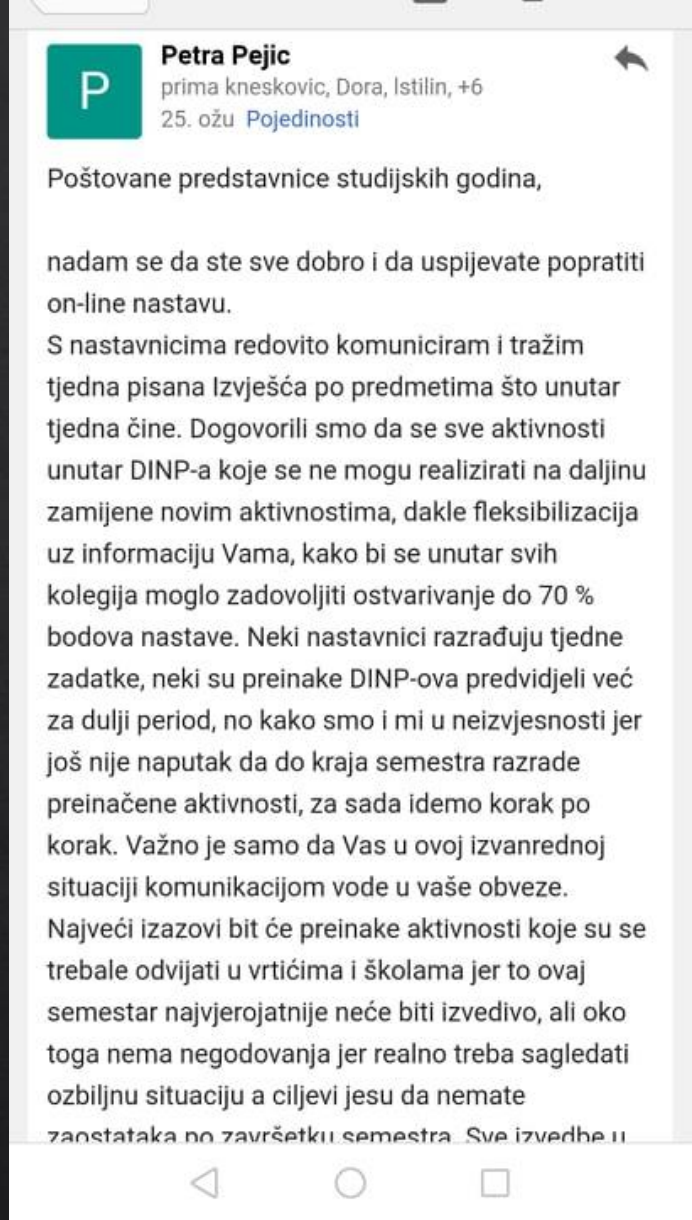 P
Petra Pejic
prima kneskovic, Dora, Istilin, +6
25. ožu Pojedinosti
Poštovane predstavnice studijskih godina,
nadam se da ste sve dobro i da uspijevate popratiti
on-line nastavu.
S nastavnicima redovito komuniciram i tražim
tjedna pisana Izvješća po predmetima što unutar
tjedna čine. Dogovorili smo da se sve aktivnosti
unutar DINP-a koje se ne mogu realizirati na daljinu
zamijene novim aktivnostima, dakle fleksibilizacija
uz informaciju Vama, kako bi se unutar svih
kolegija moglo zadovoljiti ostvarivanje do 70 %
bodova nastave. Neki nastavnici razrađuju tjedne
zadatke, neki su preinake DINP-ova predvidjeli već
za dulji period, no kako smo i mi u neizvjesnosti jer
još nije naputak da do kraja semestra razrade
preinačene aktivnosti, za sada idemo korak po
korak. Važno je samo da Vas u ovoj izvanrednoj
situaciji komunikacijom vode u vaše obveze.
Najveći izazovi bit će preinake aktivnosti koje su se
trebale odvijati u vrtićima i školama jer to ovaj
semestar najvjerojatnije neće biti izvedivo, ali oko
toga nema negodovanja jer realno treba sagledati
ozbiljnu situaciju a ciljevi jesu da nemate
zaostataka po završetku semestra. Sve izvedbe u